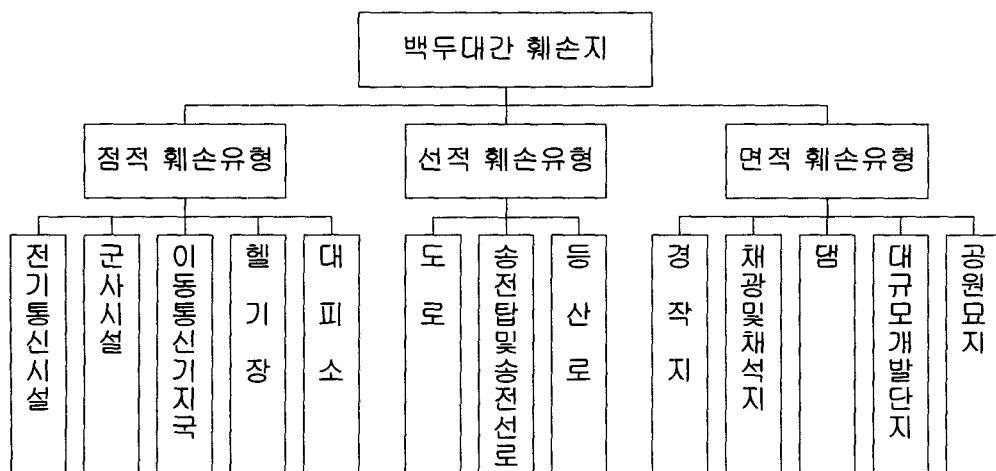 백두대간 훼손지
점적 훼손유형
선적 훼손유형
면적 훼손유형
전기통신시설
군사시설
이동통신기지국
헬기장
대피소
도로
송전탑및송전선로
등산로
경작지
채광및채석지
댐
대규모개발단지
공원묘지